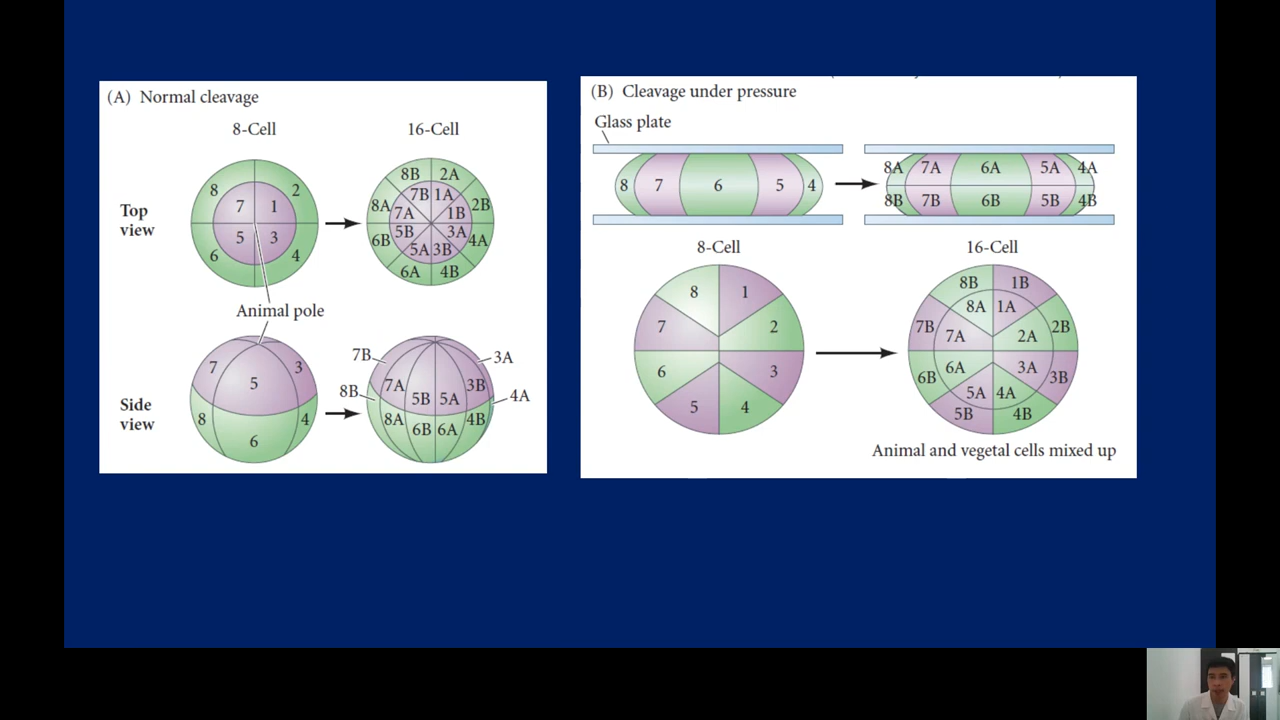 (A) Normal cleavage
8-Cell
16-Cell
Top view
8
2
7
1
5
3
6
4
8B 2A
7B 1A
8A 2B
7A 1B
5B 3A
6B 4A
5A 3B
6A 4B
Animal pole
Side view
7
3
5
8
4
6
7B
3A
7A 3B
5B 5A
8B
4A
8A 4B
6B 6A
(B) Cleavage under pressure
Glass plate
8 7 6 5 4
8A 7A 6A 5A 4A
8B 7B 6B 5B 4B
8-Cell
16-Cell
8 1
7 2
6 3
5 4
8B 1B
8A 1A
7B 2B
7A 2A
6A 3A
6B 3B
5A 4A
5B 4B
Animal and vegetal cells mixed up